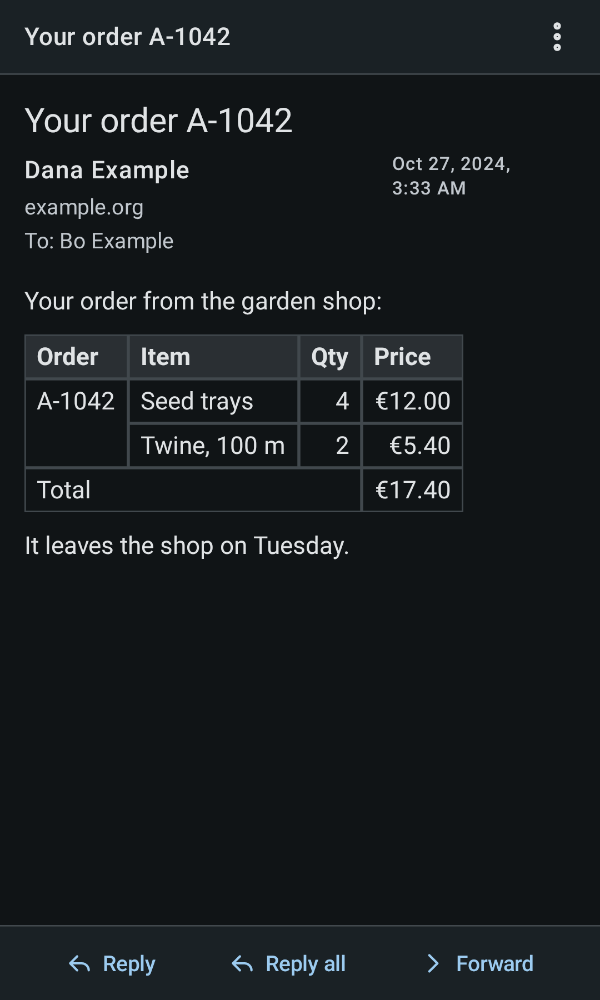 Your order A-1042
Your order A-1042
Dana Example
Oct 27, 2024,
3:33 AM
example.org
To: Bo Example
Your order from the garden shop:
Order Item Qty Price
A-1042 Seed trays 4 €12.00
Twine, 100 m 2 €5.40
Total €17.40
It leaves the shop on Tuesday.
Reply Reply all Forward